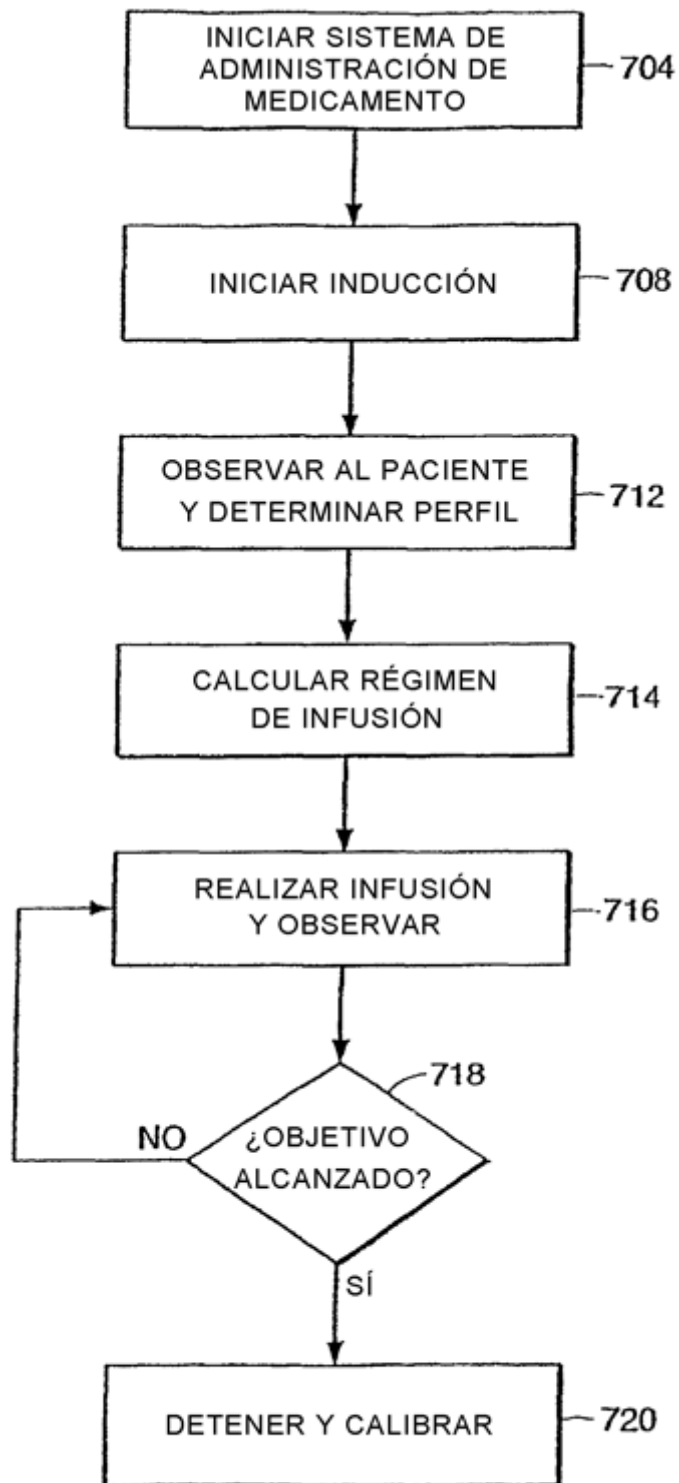 INICIAR SISTEMA DE
ADMINISTRACIÓN DE
MEDICAMENTO
704
INICIAR INDUCCIÓN
708
OBSERVAR AL PACIENTE
Y DETERMINAR PERFIL
712
CALCULAR RÉGIMEN
DE INFUSIÓN
714
REALIZAR INFUSIÓN
Y OBSERVAR
716
718
NO
¿OBJETIVO
ALCANZADO?
SÍ
DETENER Y CALIBRAR
720